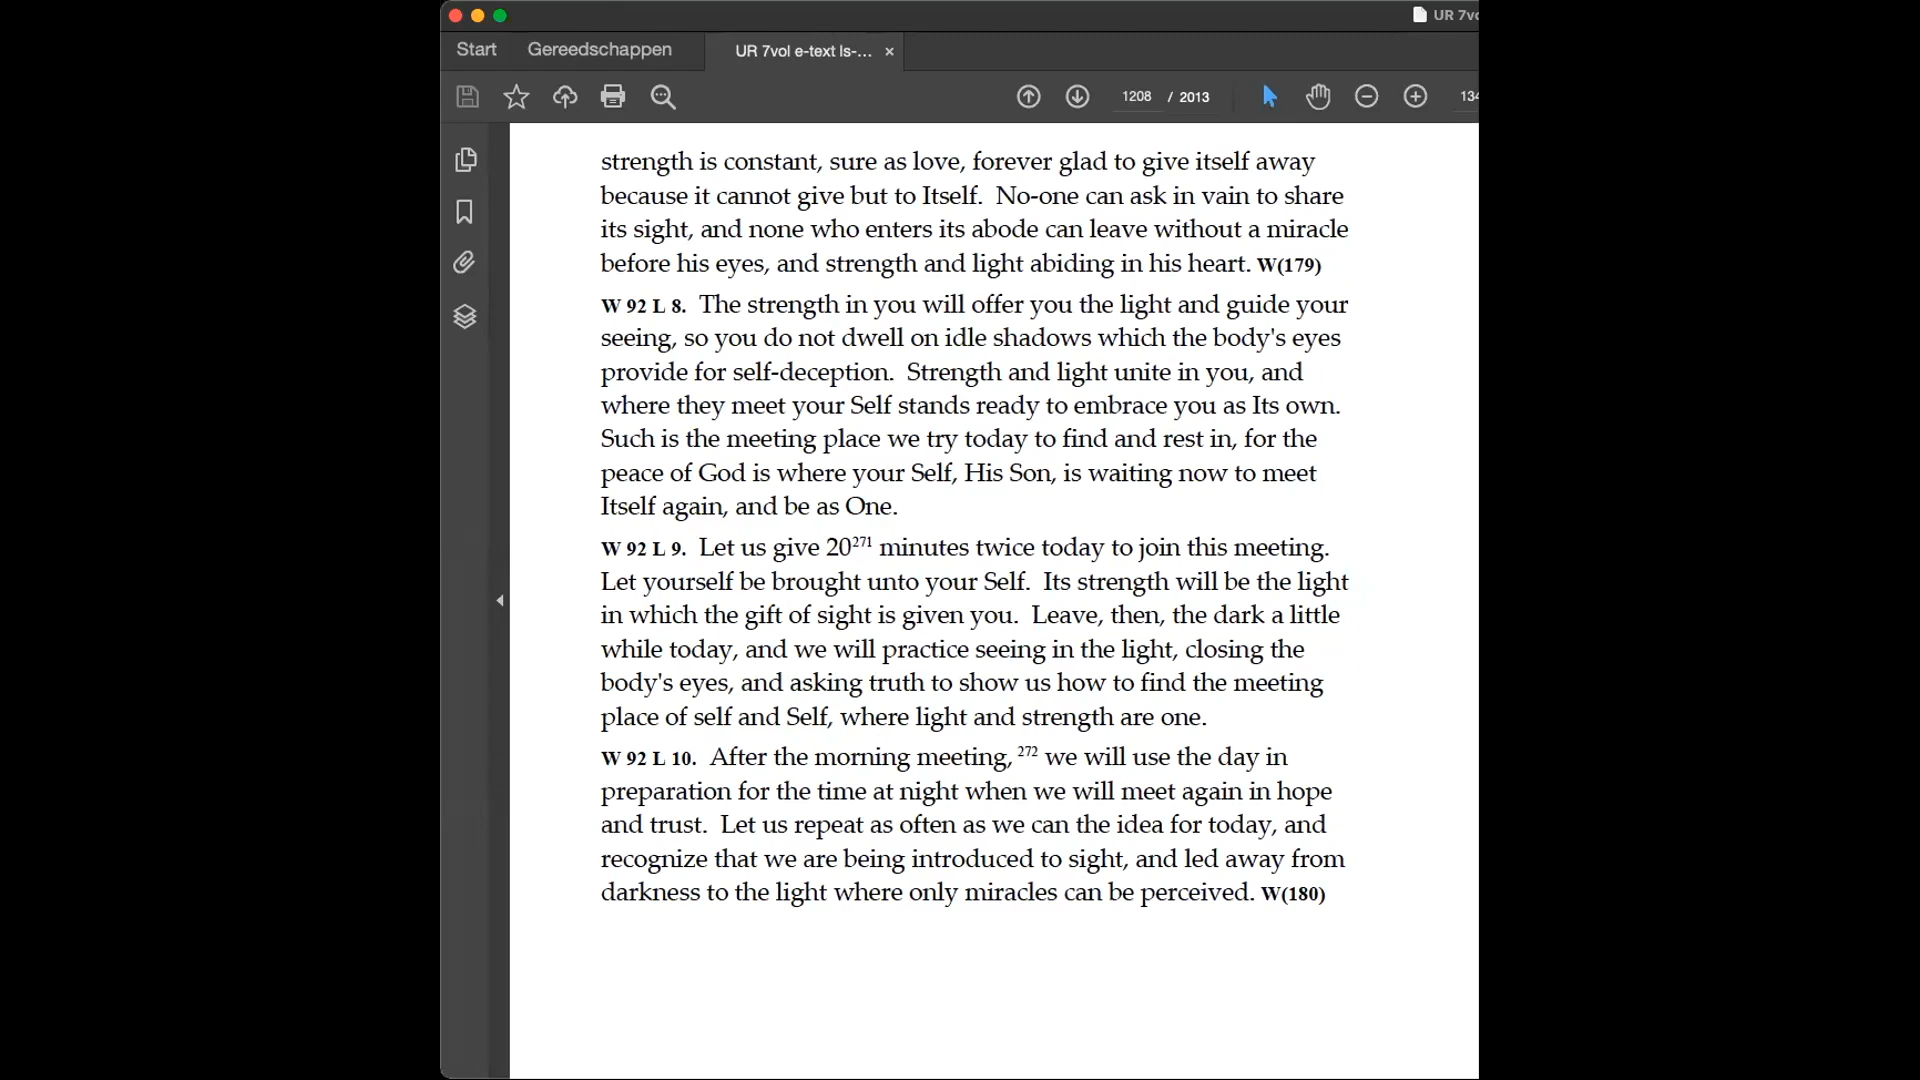 UR 7vo
Start Gereedschappen UR 7vol e-text ls-... ×
1208 / 2013 134
strength is constant, sure as love, forever glad to give itself away
because it cannot give but to Itself.  No-one can ask in vain to share
its sight, and none who enters its abode can leave without a miracle
before his eyes, and strength and light abiding in his heart. W(179)
W 92 L 8.  The strength in you will offer you the light and guide your
seeing, so you do not dwell on idle shadows which the body's eyes
provide for self-deception.  Strength and light unite in you, and
where they meet your Self stands ready to embrace you as Its own.
Such is the meeting place we try today to find and rest in, for the
peace of God is where your Self, His Son, is waiting now to meet
Itself again, and be as One.
W 92 L 9.  Let us give 20²⁷¹ minutes twice today to join this meeting.
Let yourself be brought unto your Self.  Its strength will be the light
in which the gift of sight is given you.  Leave, then, the dark a little
while today, and we will practice seeing in the light, closing the
body's eyes, and asking truth to show us how to find the meeting
place of self and Self, where light and strength are one.
W 92 L 10.  After the morning meeting, ²⁷² we will use the day in
preparation for the time at night when we will meet again in hope
and trust.  Let us repeat as often as we can the idea for today, and
recognize that we are being introduced to sight, and led away from
darkness to the light where only miracles can be perceived. W(180)